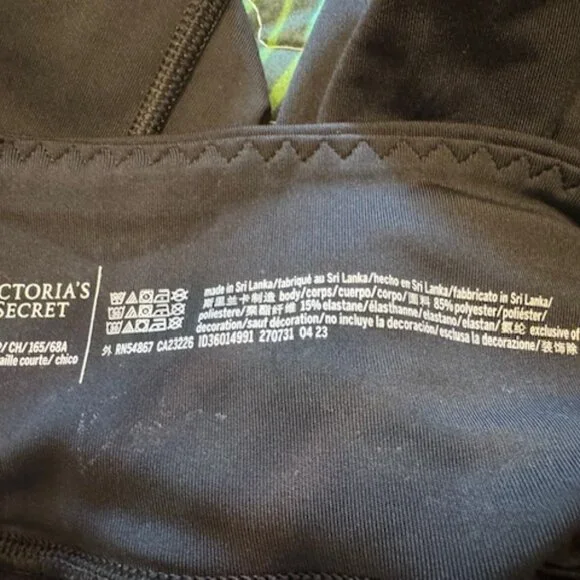 CTORIA'S
SECRET
/CH/165/68A
aille courte/ chico
made in Sri Lanka/fabriqué au Sri Lanka/hecho en Sri Lanka/fabbricato in Sri Lanka/
斯里兰卡制造 body/corps/cuerpo/corpo/面料 85% polyester/poliéster/
poliestere/聚酯纤维 15% elastane/élasthanne/elastano/elastan/氨纶 exclusive of
decoration/sauf décoration/no incluye la decoración/esclusa la decorazione/装饰除
外 RN54867 CA23226 ID36014991 270731 04 23